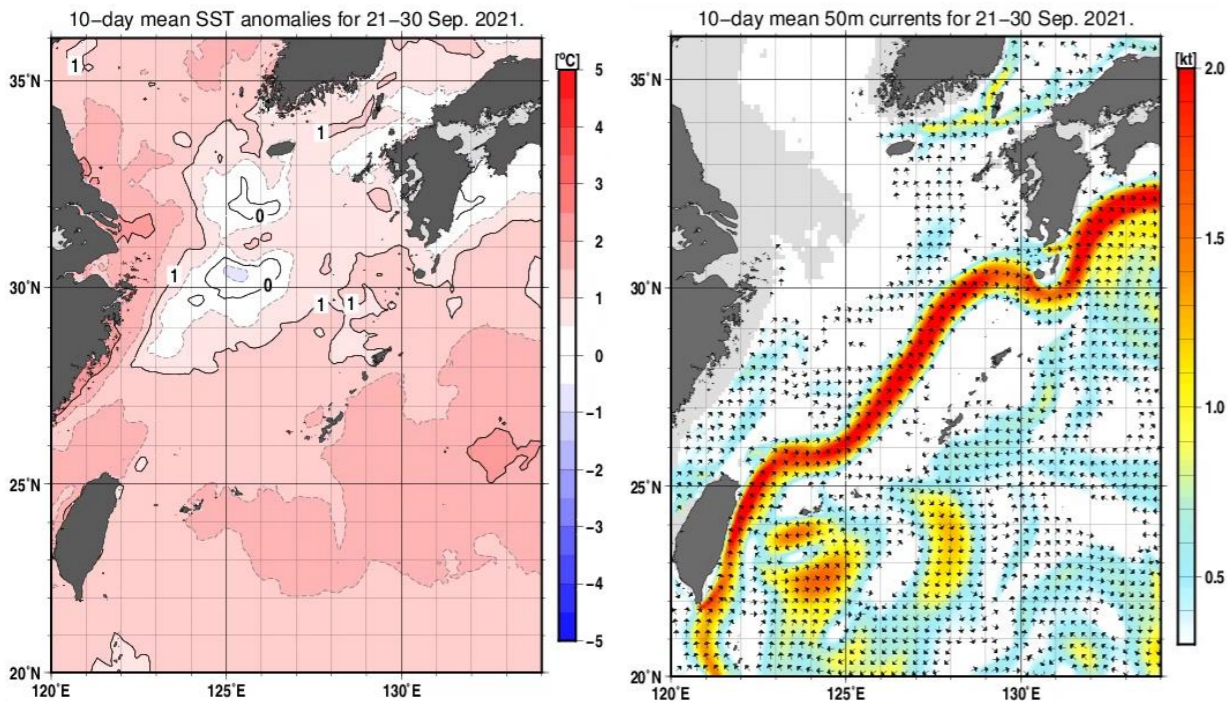 10-day mean SST anomalies for 21-30 Sep. 2021.
[°C]
35°N
30°N
25°N
20°N
120°E
125°E
130°E
1
1
1
0
0
1
1
5
4
3
2
1
0
−1
−2
−3
−4
−5
10-day mean 50m currents for 21-30 Sep. 2021.
[kt]
35°N
30°N
25°N
20°N
120°E
125°E
130°E
2.0
1.5
1.0
0.5